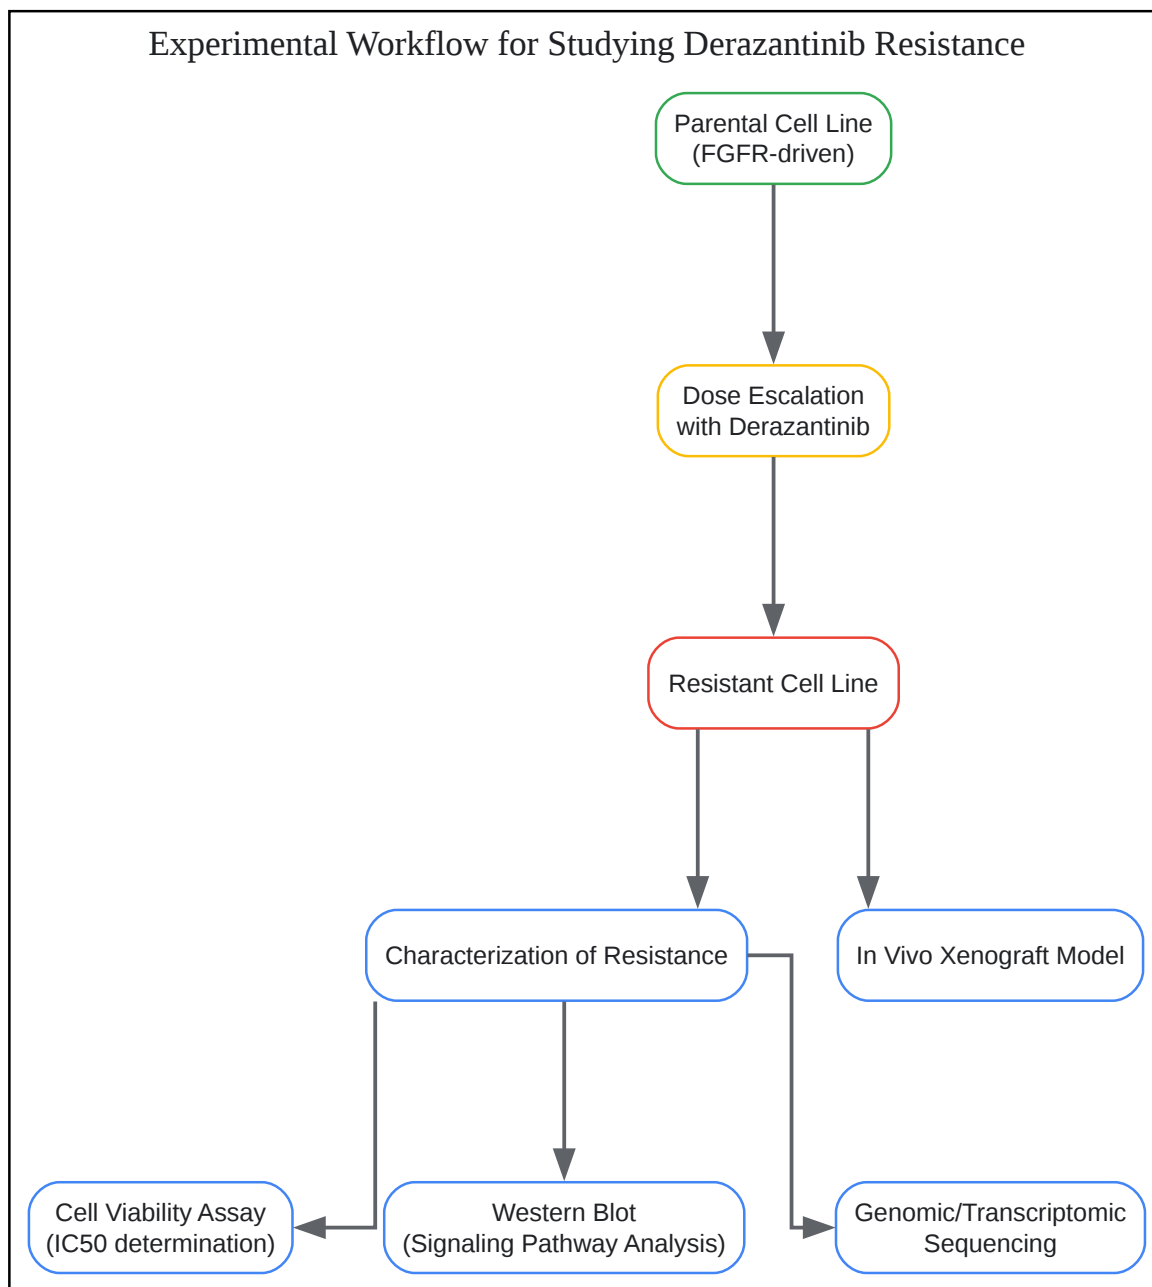 Experimental Workflow for Studying Derazantinib Resistance
Parental Cell Line
(FGFR-driven)
Dose Escalation
with Derazantinib
Resistant Cell Line
Characterization of Resistance
In Vivo Xenograft Model
Cell Viability Assay
(IC50 determination)
Western Blot
(Signaling Pathway Analysis)
Genomic/Transcriptomic
Sequencing